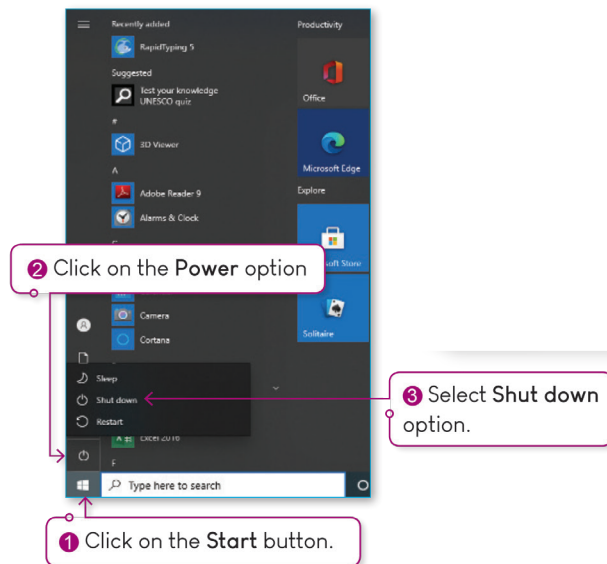 Recently added
Productivity
RapidTyping 5
Suggested
Test your knowledge
UNESCO quiz
Office
#
3D Viewer
Microsoft Edge
A
Explore
Adobe Reader 9
Alarms & Clock
❷ Click on the Power option
soft Store
Camera
Cortana
Solitaire
Sleep
Shut down
Restart
❸ Select Shut down
option.
Excel 2016
F
Type here to search
❶ Click on the Start button.